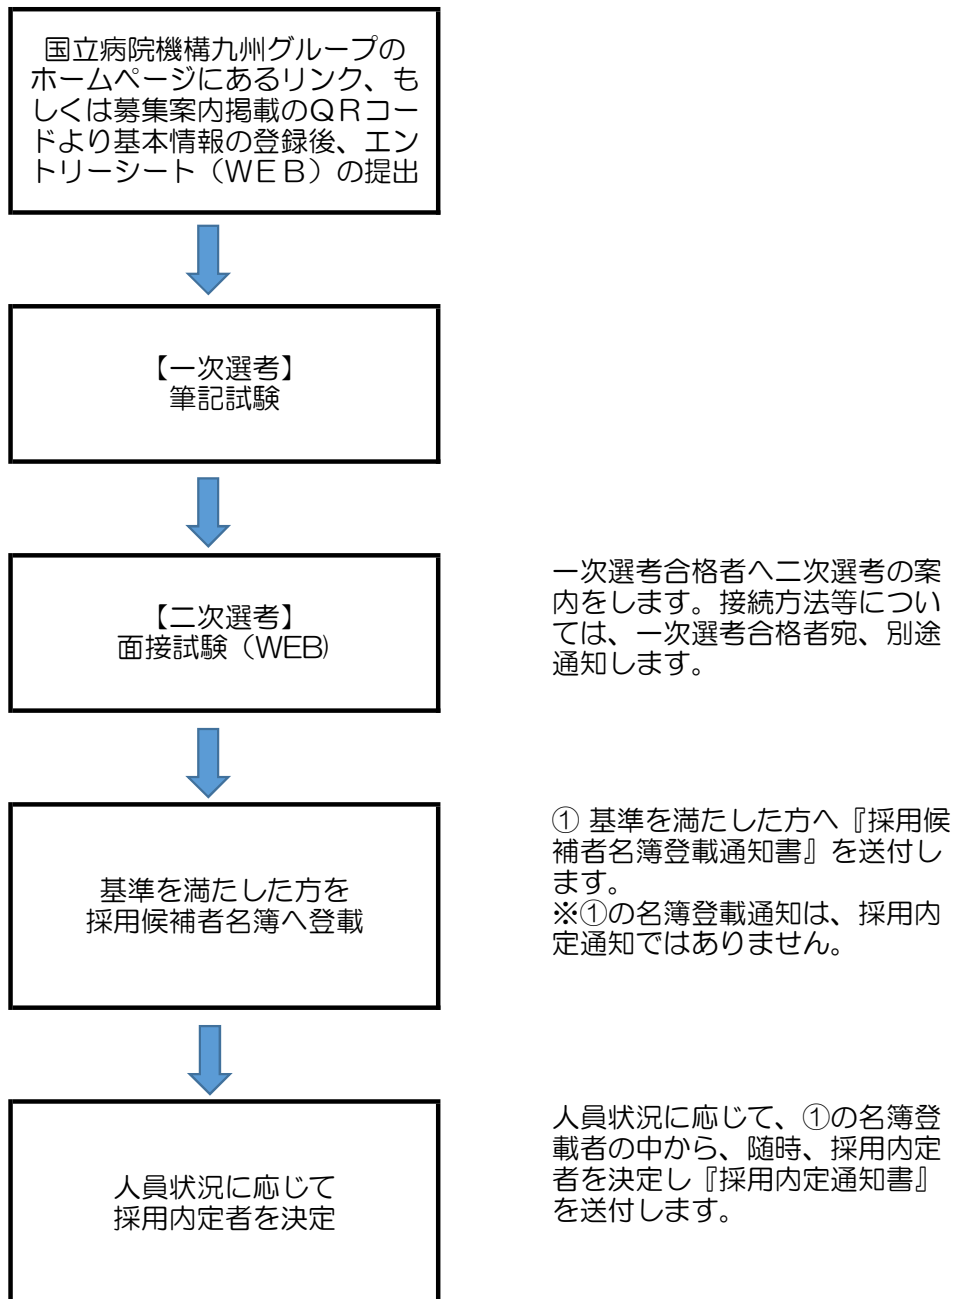 国立病院機構九州グループの
ホームページにあるリンク、も
しくは募集案内掲載のＱＲコー
ドより基本情報の登録後、エン
トリーシート（ＷＥＢ）の提出
【一次選考】
筆記試験
【二次選考】
面接試験（WEB)
一次選考合格者へ二次選考の案
内をします。接続方法等につい
ては、一次選考合格者宛、別途
通知します。
基準を満たした方を
採用候補者名簿へ登載
① 基準を満たした方へ『採用候
補者名簿登載通知書』を送付し
ます。
※①の名簿登載通知は、採用内
定通知ではありません。
人員状況に応じて
採用内定者を決定
人員状況に応じて、①の名簿登
載者の中から、随時、採用内定
者を決定し『採用内定通知書』
を送付します。